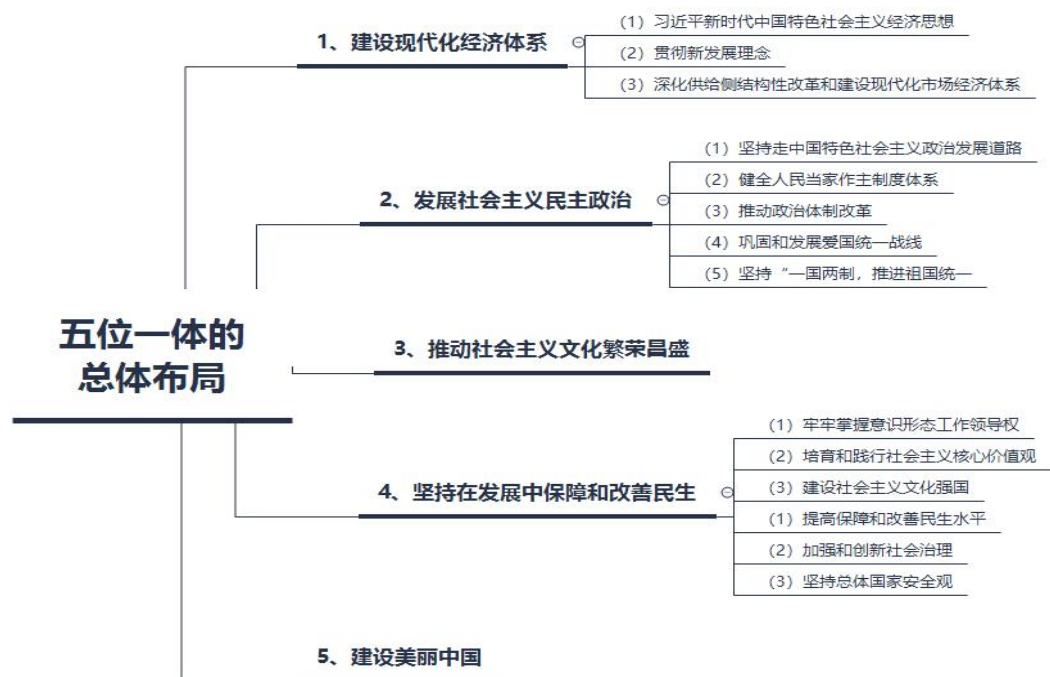 五位一体的
总体布局
1、建设现代化经济体系
(1) 习近平新时代中国特色社会主义经济思想
(2) 贯彻新发展理念
(3) 深化供给侧结构性改革和建设现代化市场经济体系
2、发展社会主义民主政治
(1) 坚持走中国特色社会主义政治发展道路
(2) 健全人民当家作主制度体系
(3) 推动政治体制改革
(4) 巩固和发展爱国统一战线
(5) 坚持“一国两制，推进祖国统一
3、推动社会主义文化繁荣昌盛
4、坚持在发展中保障和改善民生
(1) 牢牢掌握意识形态工作领导权
(2) 培育和践行社会主义核心价值观
(3) 建设社会主义文化强国
(1) 提高保障和改善民生水平
(2) 加强和创新社会治理
(3) 坚持总体国家安全观
5、建设美丽中国